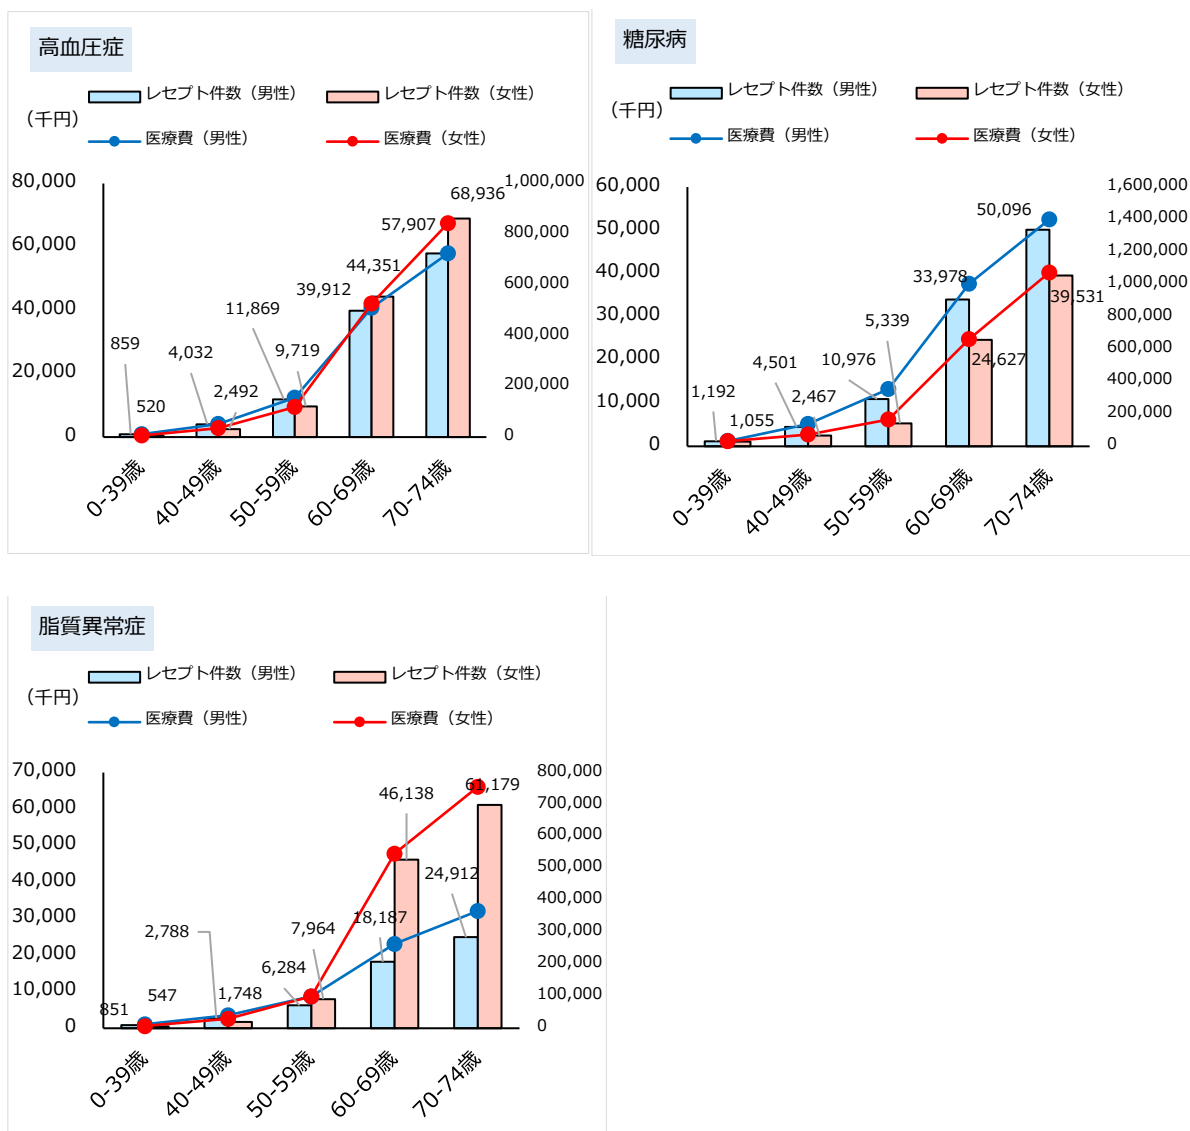 高血圧症
レセプト件数（男性）
レセプト件数（女性）
（千円）
医療費（男性）
医療費（女性）
80,000
60,000
40,000
20,000
0
1,000,000
800,000
600,000
400,000
200,000
0
859
520
4,032
2,492
11,869
9,719
39,912
44,351
57,907
68,936
0-39歳
40-49歳
50-59歳
60-69歳
70-74歳
糖尿病
レセプト件数（男性）
レセプト件数（女性）
（千円）
医療費（男性）
医療費（女性）
60,000
50,000
40,000
30,000
20,000
10,000
0
1,600,000
1,400,000
1,200,000
1,000,000
800,000
600,000
400,000
200,000
0
1,192
1,055
4,501
2,467
10,976
5,339
33,978
24,627
50,096
39,531
0-39歳
40-49歳
50-59歳
60-69歳
70-74歳
脂質異常症
レセプト件数（男性）
レセプト件数（女性）
（千円）
医療費（男性）
医療費（女性）
70,000
60,000
50,000
40,000
30,000
20,000
10,000
0
800,000
700,000
600,000
500,000
400,000
300,000
200,000
100,000
0
851
547
2,788
1,748
6,284
7,964
18,187
46,138
24,912
61,179
0-39歳
40-49歳
50-59歳
60-69歳
70-74歳